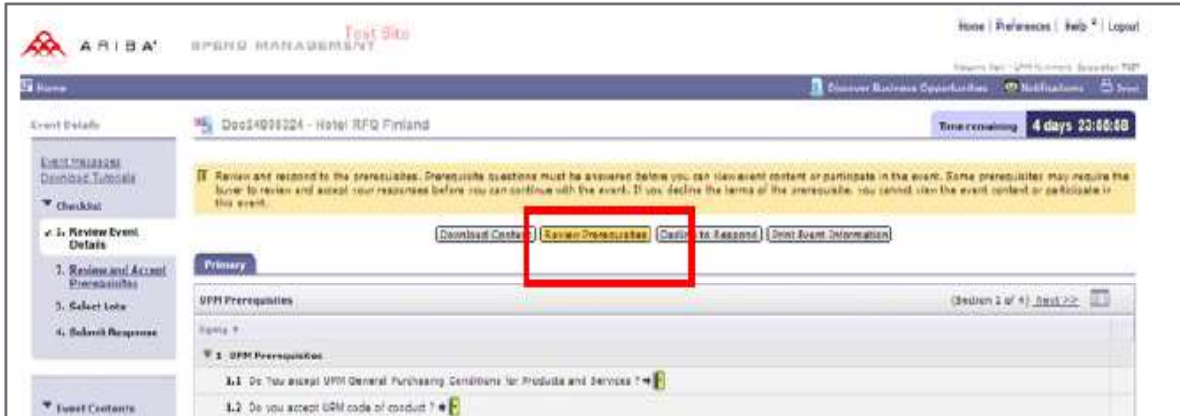 Test Site
Home | Preferences | Help | Logout
ARIBA
SPEND MANAGEMENT
Home
Discover Business Opportunities
Notifications
Print
Event Details
Doc34898324 - Hotel RFQ Finland
Time remaining
4 days 23:00:08
Event Messages
Download Tutorials
Review and respond to the prerequisites. Prerequisite questions must be answered before you can view event content or participate in the event. Some prerequisites may require the
buyer to review and accept your responses before you can continue with the event. If you decline the terms of the prerequisite, you cannot view the event content or participate in
this event.
Checklist
1. Review Event
Details
Download Content
Review Prerequisites
Decline to Respond
Print Event Information
2. Review and Accept
Prerequisites
Primary
3. Select Lots
UPM Prerequisites
(Section 1 of 4) Next >>
4. Submit Response
Name ↑
1 UPM Prerequisites
1.1 Do You accept UPM General Purchasing Conditions for Products and Services ?
Event Contents
1.2 Do you accept UPM code of conduct ?